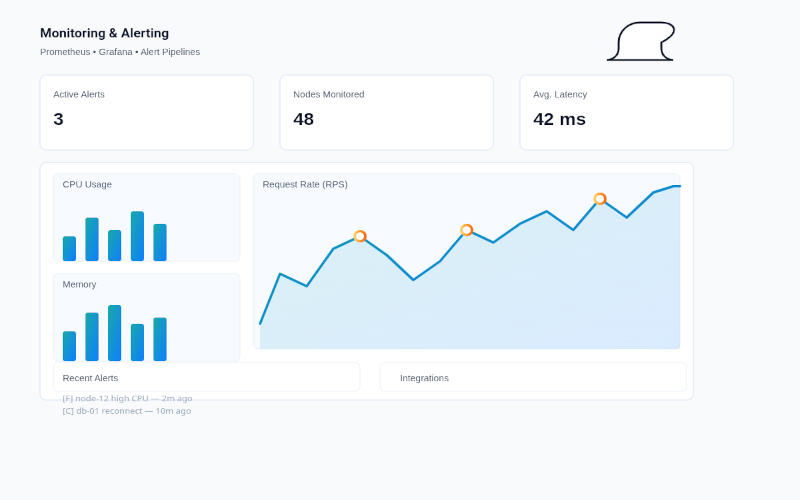 Monitoring & Alerting
Prometheus • Grafana • Alert Pipelines
Active Alerts
3
Nodes Monitored
48
Avg. Latency
42 ms
CPU Usage
Request Rate (RPS)
Memory
Recent Alerts
Integrations
[F] node-12 high CPU — 2m ago
[C] db-01 reconnect — 10m ago